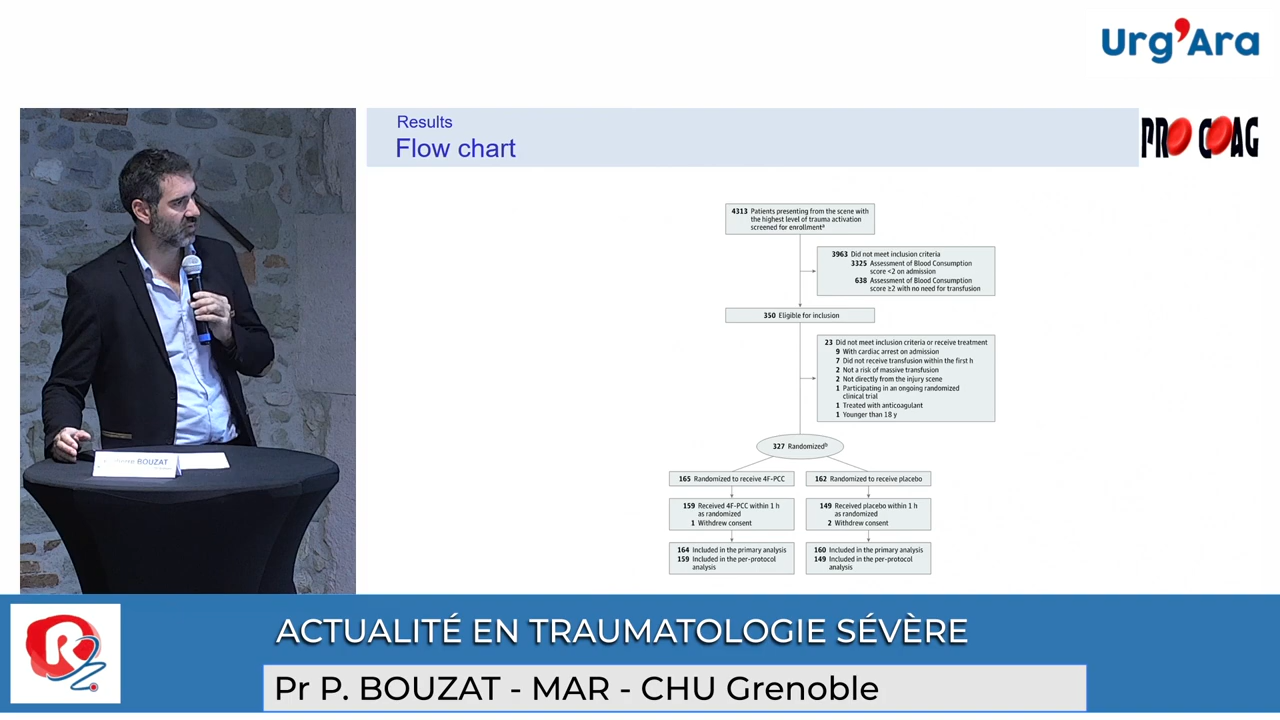 Urg'Ara
Results
Flow chart
PRO COAG
4313 Patients presenting from the scene with
the highest level of trauma activation
screened for enrollmentᵃ
3963 Did not meet inclusion criteria
3325 Assessment of Blood Consumption
score <2 on admission
638 Assessment of Blood Consumption
score ≥2 with no need for transfusion
350 Eligible for inclusion
23 Did not meet inclusion criteria or receive treatment
9 With cardiac arrest on admission
7 Did not receive transfusion within the first h
2 Not a risk of massive transfusion
2 Not directly from the injury scene
1 Participating in an ongoing randomized
clinical trial
1 Treated with anticoagulant
1 Younger than 18 y
327 Randomizedᵇ
165 Randomized to receive 4F-PCC
162 Randomized to receive placebo
159 Received 4F-PCC within 1 h
as randomized
1 Withdrew consent
149 Received placebo within 1 h
as randomized
2 Withdrew consent
164 Included in the primary analysis
159 Included in the per-protocol
analysis
160 Included in the primary analysis
149 Included in the per-protocol
analysis
BOUZAT
R
ACTUALITÉ EN TRAUMATOLOGIE SÉVÈRE
Pr P. BOUZAT - MAR - CHU Grenoble